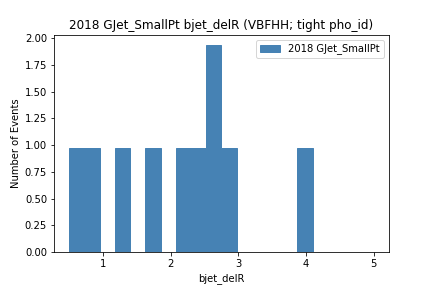 2018 GJet_SmallPt bjet_delR (VBFHH; tight pho_id)
2018 GJet_SmallPt
2.00
1.75
1.50
1.25
1.00
0.75
0.50
0.25
0.00
Number of Events
1 2 3 4 5
bjet_delR